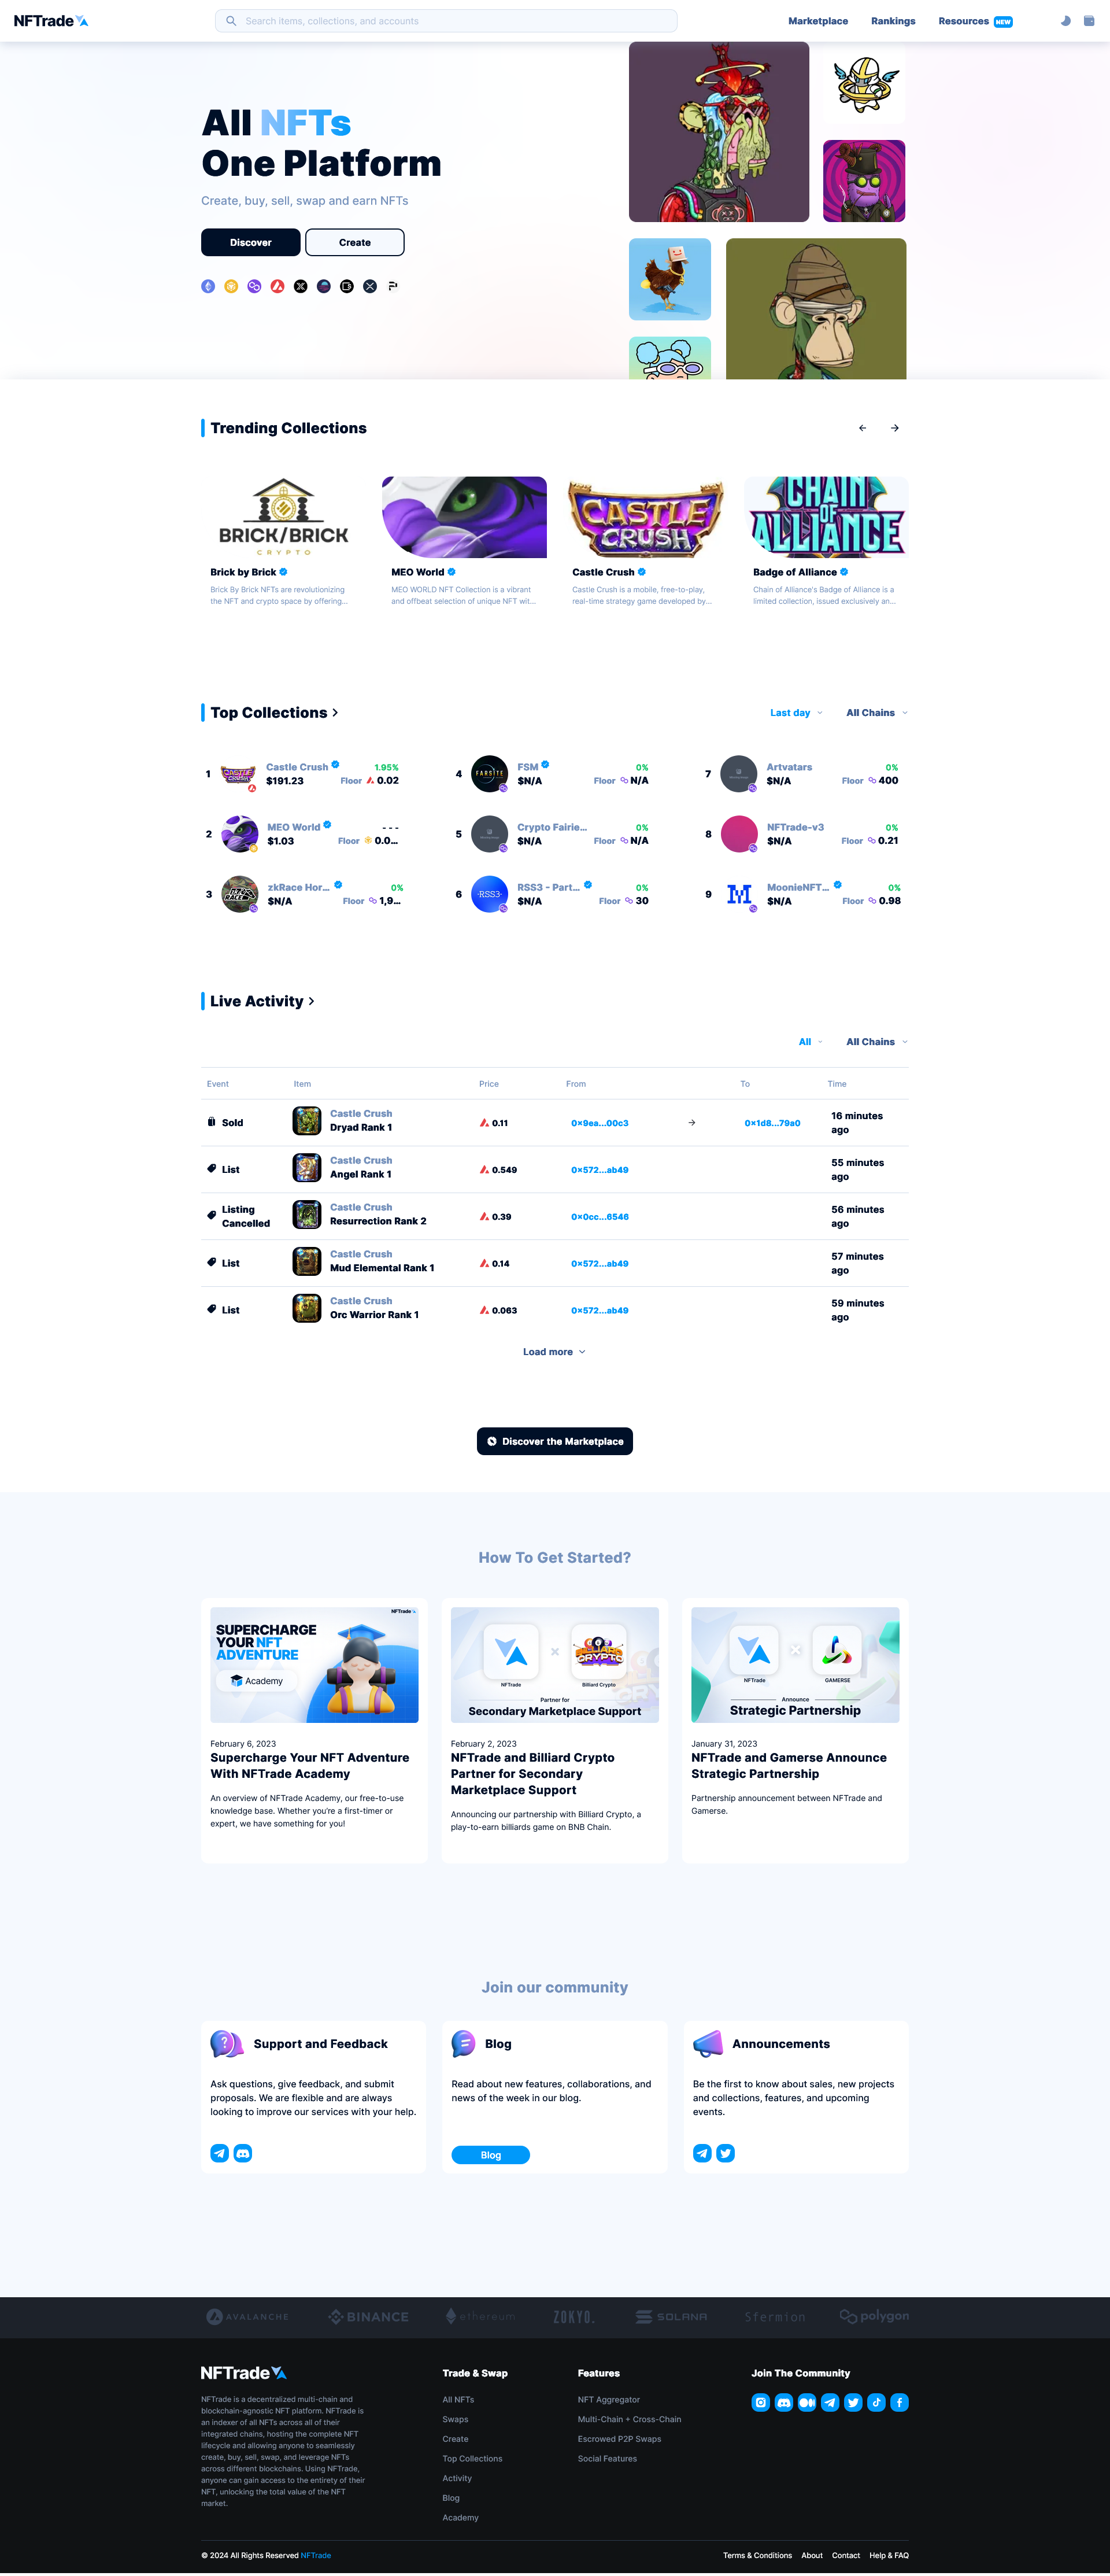 NFTrade
Search items, collections, and accounts
Marketplace
Rankings
Resources NEW
All NFTs
One Platform
Create, buy, sell, swap and earn NFTs
Discover
Create
Trending Collections
BRICK/BRICK
CRYPTO
CASTLE
CRUSH
CHAIN
OF
ALLIANCE
Brick by Brick
Brick By Brick NFTs are revolutionizing
the NFT and crypto space by offering...
MEO World
MEO WORLD NFT Collection is a vibrant
and offbeat selection of unique NFT wit...
Castle Crush
Castle Crush is a mobile, free-to-play,
real-time strategy game developed by...
Badge of Alliance
Chain of Alliance's Badge of Alliance is a
limited collection, issued exclusively an...
Top Collections
Last day
All Chains
1
Castle Crush
1.95%
$191.23
Floor 0.02
2
MEO World
---
$1.03
Floor 0.0...
3
zkRace Hor...
0%
$N/A
Floor 1,9...
4
FARSITE
FSM
0%
$N/A
Floor N/A
5
Crypto Fairie...
0%
$N/A
Floor N/A
6
RSS3
RSS3 - Part...
0%
$N/A
Floor 30
7
Artvatars
0%
$N/A
Floor 400
8
NFTrade-v3
0%
$N/A
Floor 0.21
9
MoonieNFT...
0%
$N/A
Floor 0.98
Live Activity
All
All Chains
Event Item Price From To Time
Sold
Castle Crush
Dryad Rank 1
0.11
0x9ea...00c3
0x1d8...79a0
16 minutes
ago
List
Castle Crush
Angel Rank 1
0.549
0x572...ab49
55 minutes
ago
Listing
Cancelled
Castle Crush
Resurrection Rank 2
0.39
0x0cc...6546
56 minutes
ago
List
Castle Crush
Mud Elemental Rank 1
0.14
0x572...ab49
57 minutes
ago
List
Castle Crush
Orc Warrior Rank 1
0.063
0x572...ab49
59 minutes
ago
Load more
Discover the Marketplace
How To Get Started?
NFTrade
SUPERCHARGE
YOUR NFT
ADVENTURE
Academy
February 6, 2023
Supercharge Your NFT Adventure
With NFTrade Academy
An overview of NFTrade Academy, our free-to-use
knowledge base. Whether you're a first-timer or
expert, we have something for you!
BILLIARD
CRYPTO
NFTrade
Billiard Crypto
Partner for
Secondary Marketplace Support
February 2, 2023
NFTrade and Billiard Crypto
Partner for Secondary
Marketplace Support
Announcing our partnership with Billiard Crypto, a
play-to-earn billiards game on BNB Chain.
NFTrade
GAMERSE
Announce
Strategic Partnership
January 31, 2023
NFTrade and Gamerse Announce
Strategic Partnership
Partnership announcement between NFTrade and
Gamerse.
Join our community
Support and Feedback
Ask questions, give feedback, and submit
proposals. We are flexible and are always
looking to improve our services with your help.
Blog
Read about new features, collaborations, and
news of the week in our blog.
Blog
Announcements
Be the first to know about sales, new projects
and collections, features, and upcoming
events.
AVALANCHE
BINANCE
ethereum
ZOKYO.
SOLANA
Sfermion
polygon
NFTrade
NFTrade is a decentralized multi-chain and
blockchain-agnostic NFT platform. NFTrade is
an indexer of all NFTs across all of their
integrated chains, hosting the complete NFT
lifecycle and allowing anyone to seamlessly
create, buy, sell, swap, and leverage NFTs
across different blockchains. Using NFTrade,
anyone can gain access to the entirety of their
NFT, unlocking the total value of the NFT
market.
Trade & Swap
All NFTs
Swaps
Create
Top Collections
Activity
Blog
Academy
Features
NFT Aggregator
Multi-Chain + Cross-Chain
Escrowed P2P Swaps
Social Features
Join The Community
© 2024 All Rights Reserved NFTrade
Terms & Conditions
About
Contact
Help & FAQ